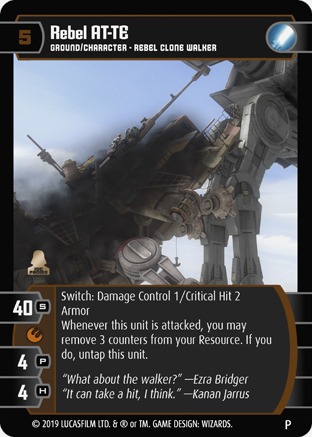 5
Rebel AT-TE
GROUND/CHARACTER - REBEL CLONE WALKER
40 S
Switch: Damage Control 1/Critical Hit 2
Armor
Whenever this unit is attacked, you may
remove 3 counters from your Resource. If you
do, untap this unit.
4 P
4 H
"What about the walker?" —Ezra Bridger
"It can take a hit, I think." —Kanan Jarrus
© 2019 LUCASFILM LTD. & ® or TM. GAME DESIGN: WIZARDS.
P